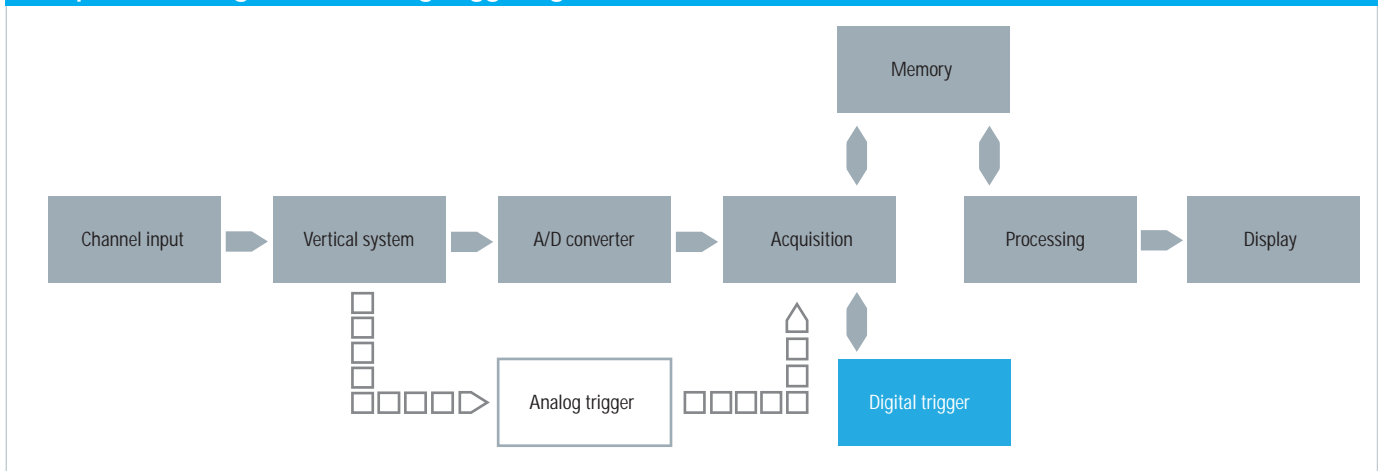 Memory
Channel input
Vertical system
A/D converter
Acquisition
Processing
Display
Analog trigger
Digital trigger